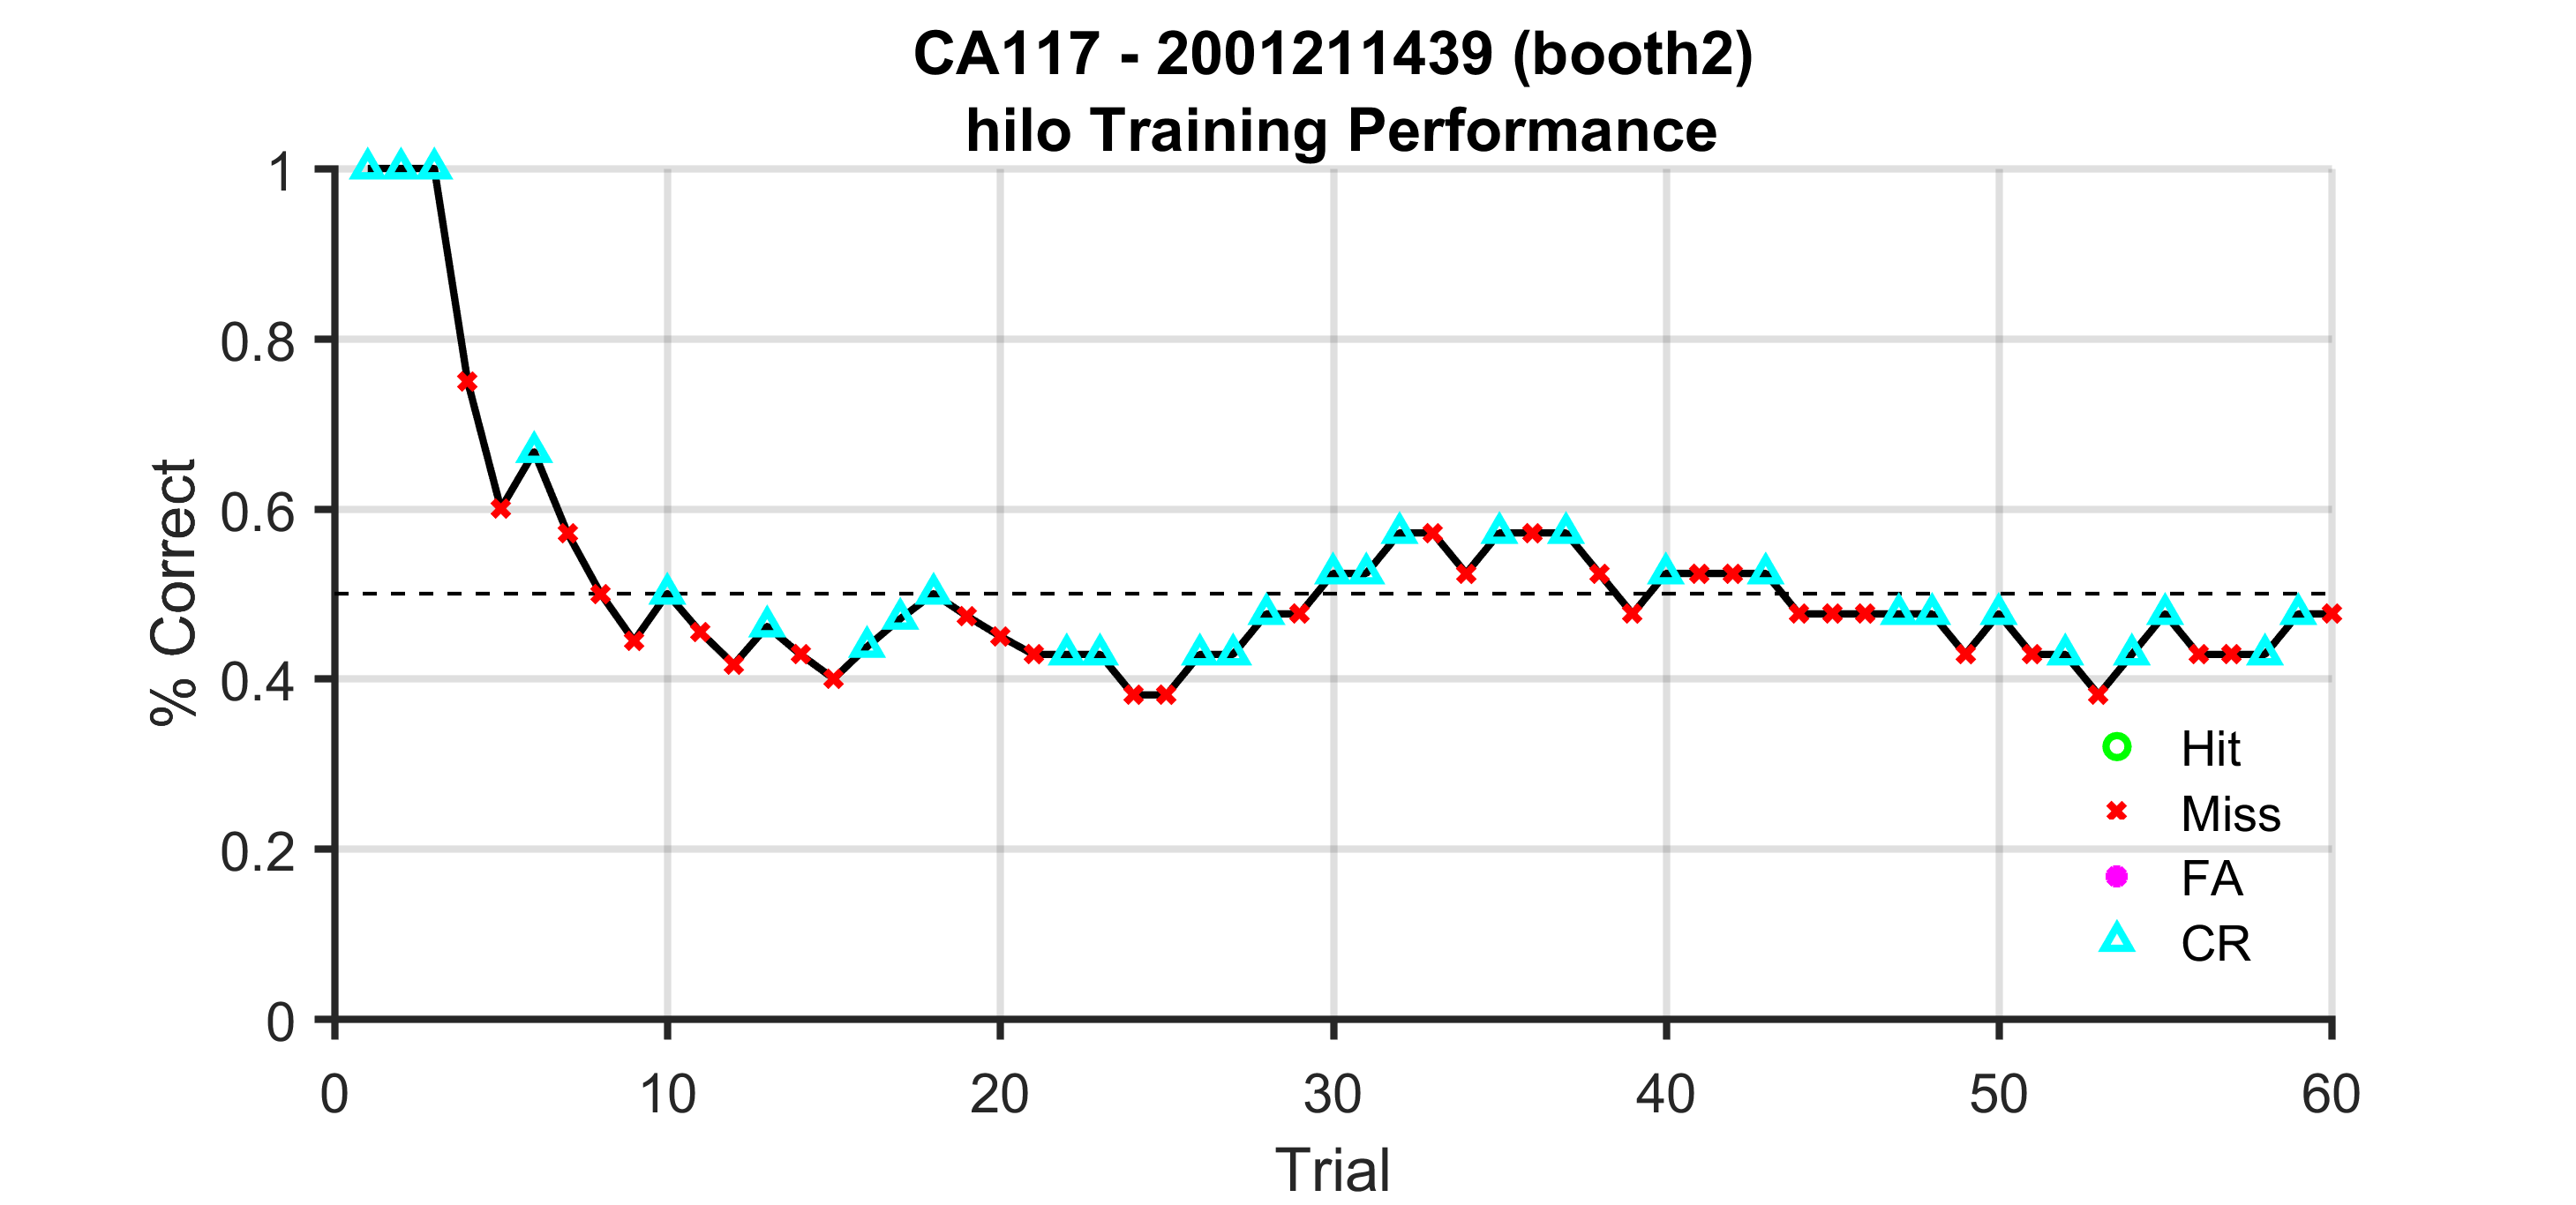 CA117 - 2001211439 (booth2)
hilo Training Performance
% Correct
1
0.8
0.6
0.4
0.2
0
0 10 20 30 40 50 60
Trial
Hit
Miss
FA
CR